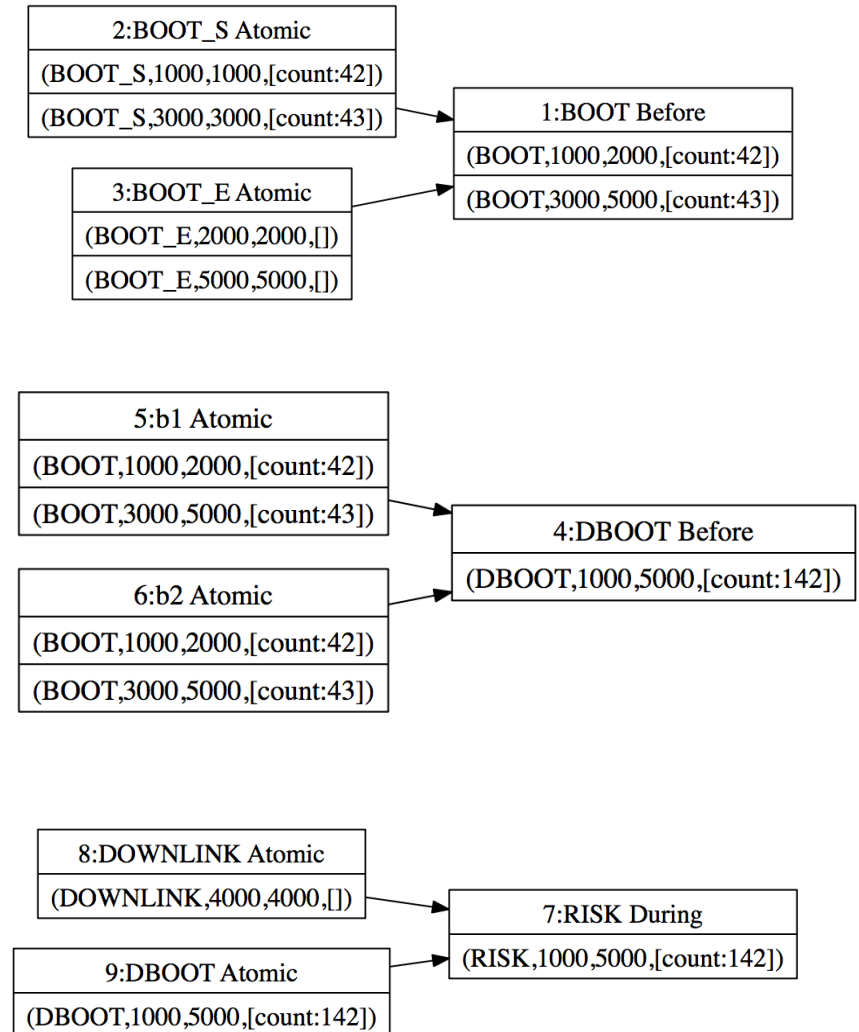 2:BOOT_S Atomic
(BOOT_S,1000,1000,[count:42])
(BOOT_S,3000,3000,[count:43])
1:BOOT Before
(BOOT,1000,2000,[count:42])
(BOOT,3000,5000,[count:43])
3:BOOT_E Atomic
(BOOT_E,2000,2000,[])
(BOOT_E,5000,5000,[])
5:b1 Atomic
(BOOT,1000,2000,[count:42])
(BOOT,3000,5000,[count:43])
4:DBOOT Before
(DBOOT,1000,5000,[count:142])
6:b2 Atomic
(BOOT,1000,2000,[count:42])
(BOOT,3000,5000,[count:43])
8:DOWNLINK Atomic
(DOWNLINK,4000,4000,[])
7:RISK During
(RISK,1000,5000,[count:142])
9:DBOOT Atomic
(DBOOT,1000,5000,[count:142])